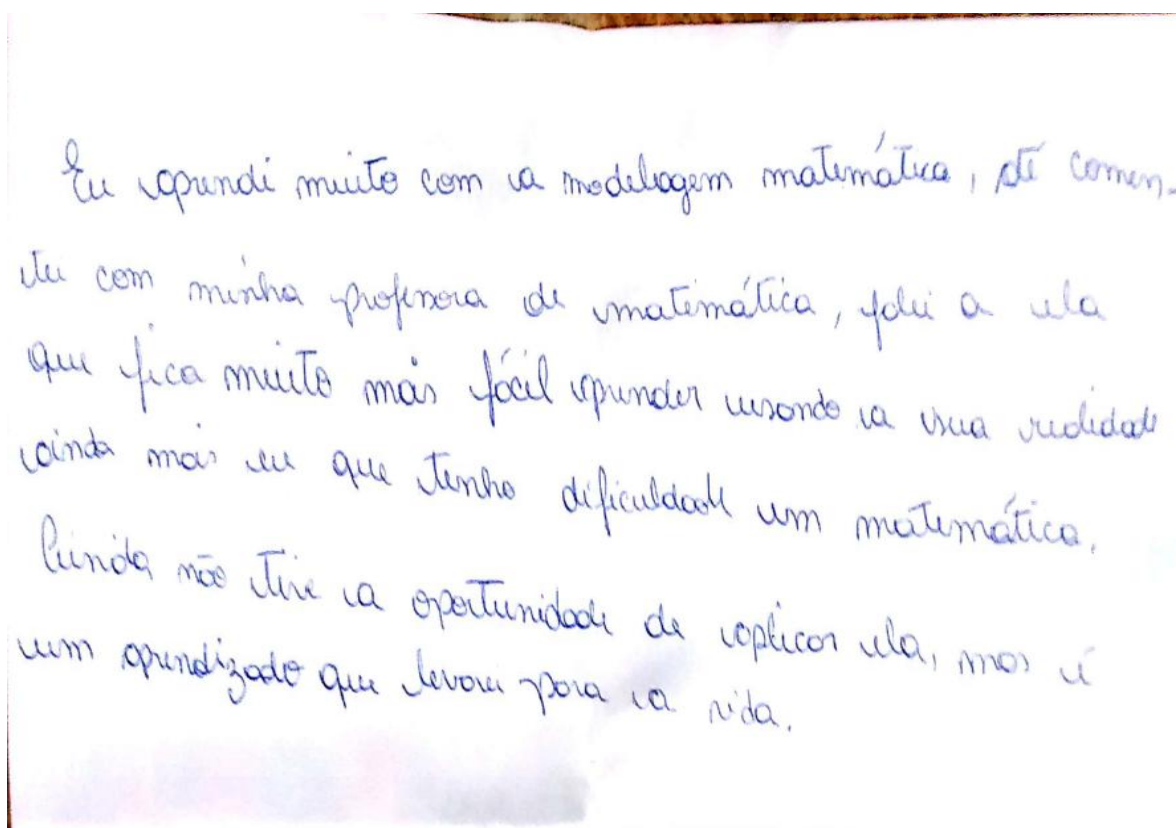 Eu aprendi muito com a modelagem matemática, até comen-
tei com minha professora de matemática, falei a ela
que fica muito mais fácil aprender usando a sua realidade
ainda mais eu que tenho dificuldade em matemática.
Ainda não tive a oportunidade de aplicar ela, mas é
um aprendizado que levarei para a vida.